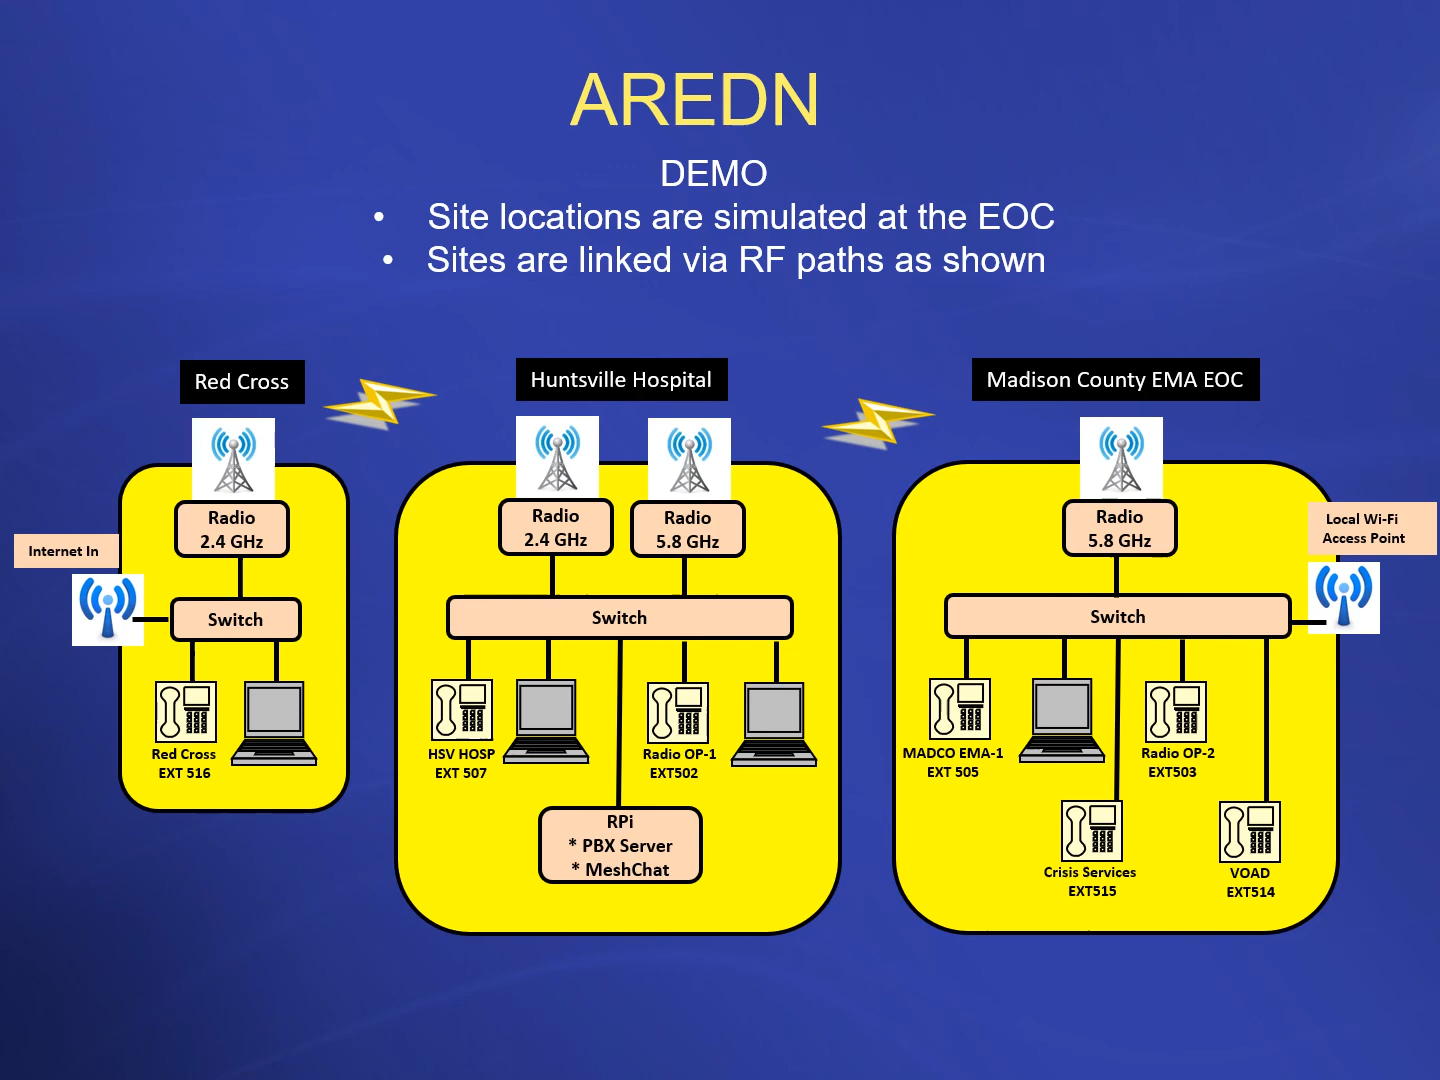 AREDN
DEMO
• Site locations are simulated at the EOC
• Sites are linked via RF paths as shown
Red Cross
Radio
2.4 GHz
Internet In
Switch
Red Cross
EXT 516
Huntsville Hospital
Radio
2.4 GHz
Radio
5.8 GHz
Switch
HSV HOSP
EXT 507
Radio OP-1
EXT502
RPi
* PBX Server
* MeshChat
Madison County EMA EOC
Radio
5.8 GHz
Local Wi-Fi
Access Point
Switch
MADCO EMA-1
EXT 505
Radio OP-2
EXT503
Crisis Services
EXT515
VOAD
EXT514